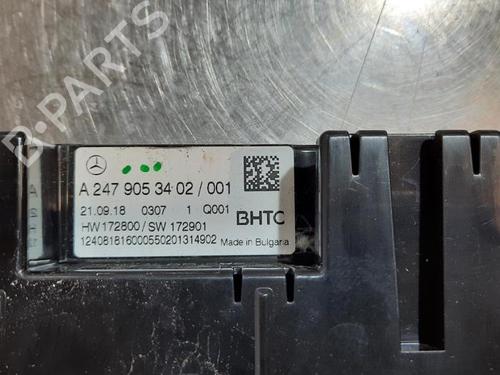 B-PARTS
A 247 905 34 02 / 001
21.09.18 0307 1 Q001
HW 172800 / SW 172901
BHTC
124081816000550201314902 Made in Bulgaria